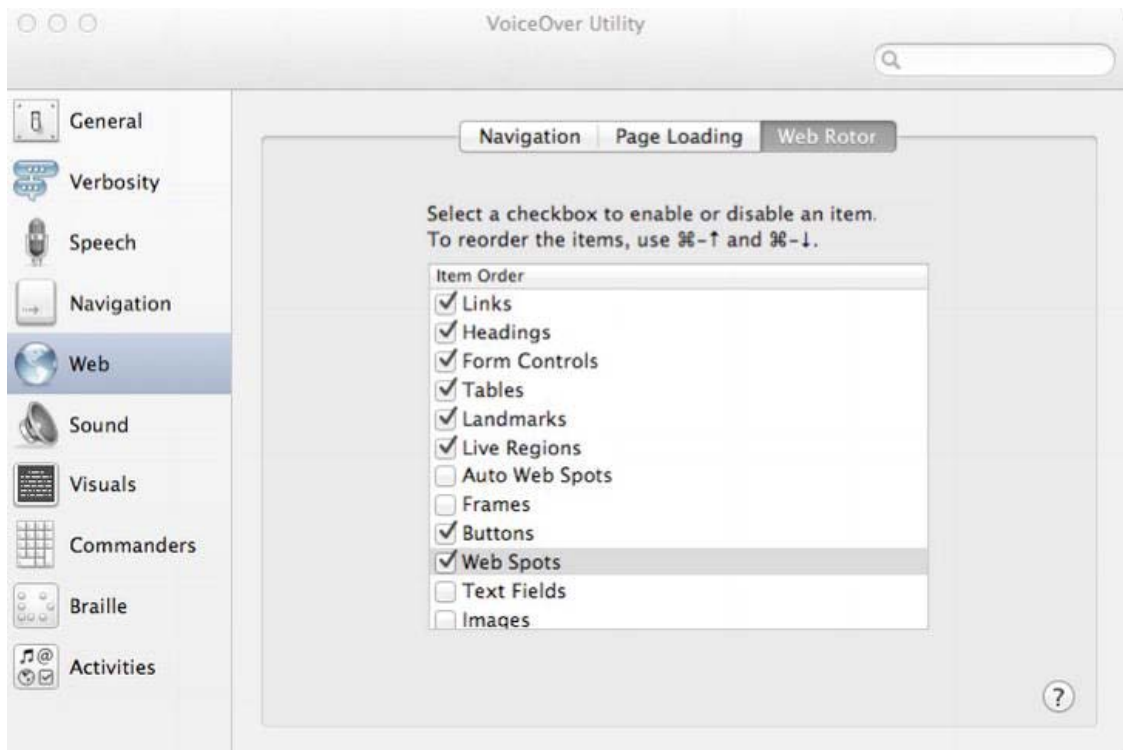 VoiceOver Utility
General
Verbosity
Speech
Navigation
Web
Sound
Visuals
Commanders
Braille
Activities
Navigation Page Loading Web Rotor
Select a checkbox to enable or disable an item.
To reorder the items, use ⌘-↑ and ⌘-↓.
Item Order
Links
Headings
Form Controls
Tables
Landmarks
Live Regions
Auto Web Spots
Frames
Buttons
Web Spots
Text Fields
Images
?